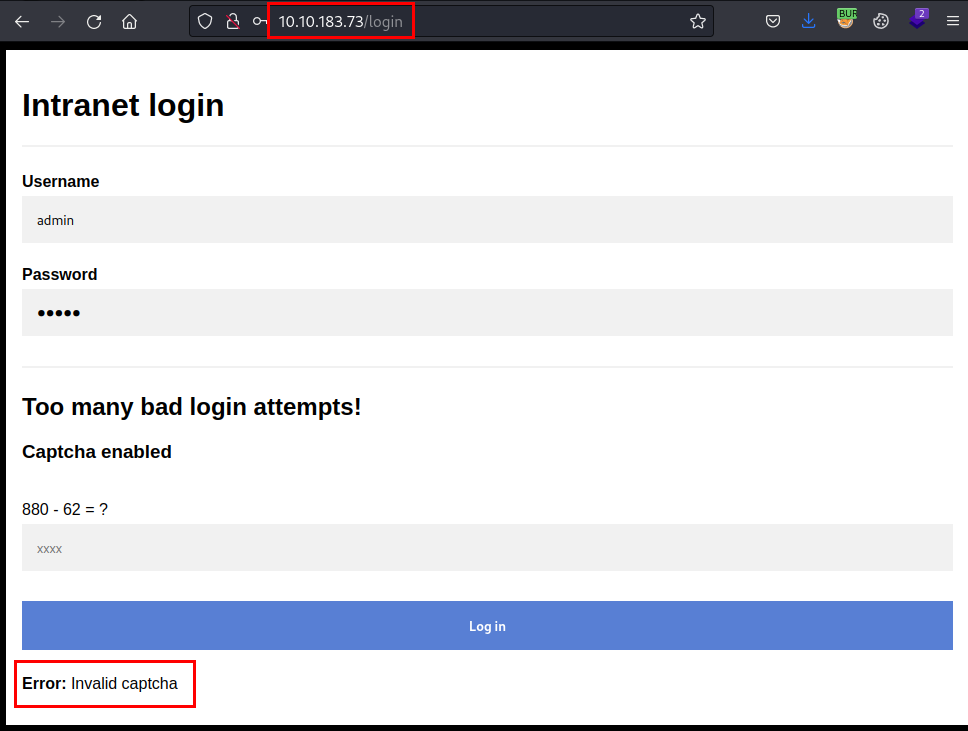 10.10.183.73/login
BUR
2
Intranet login
Username
admin
Password
•••••
Too many bad login attempts!
Captcha enabled
880 - 62 = ?
xxxx
Log in
Error: Invalid captcha